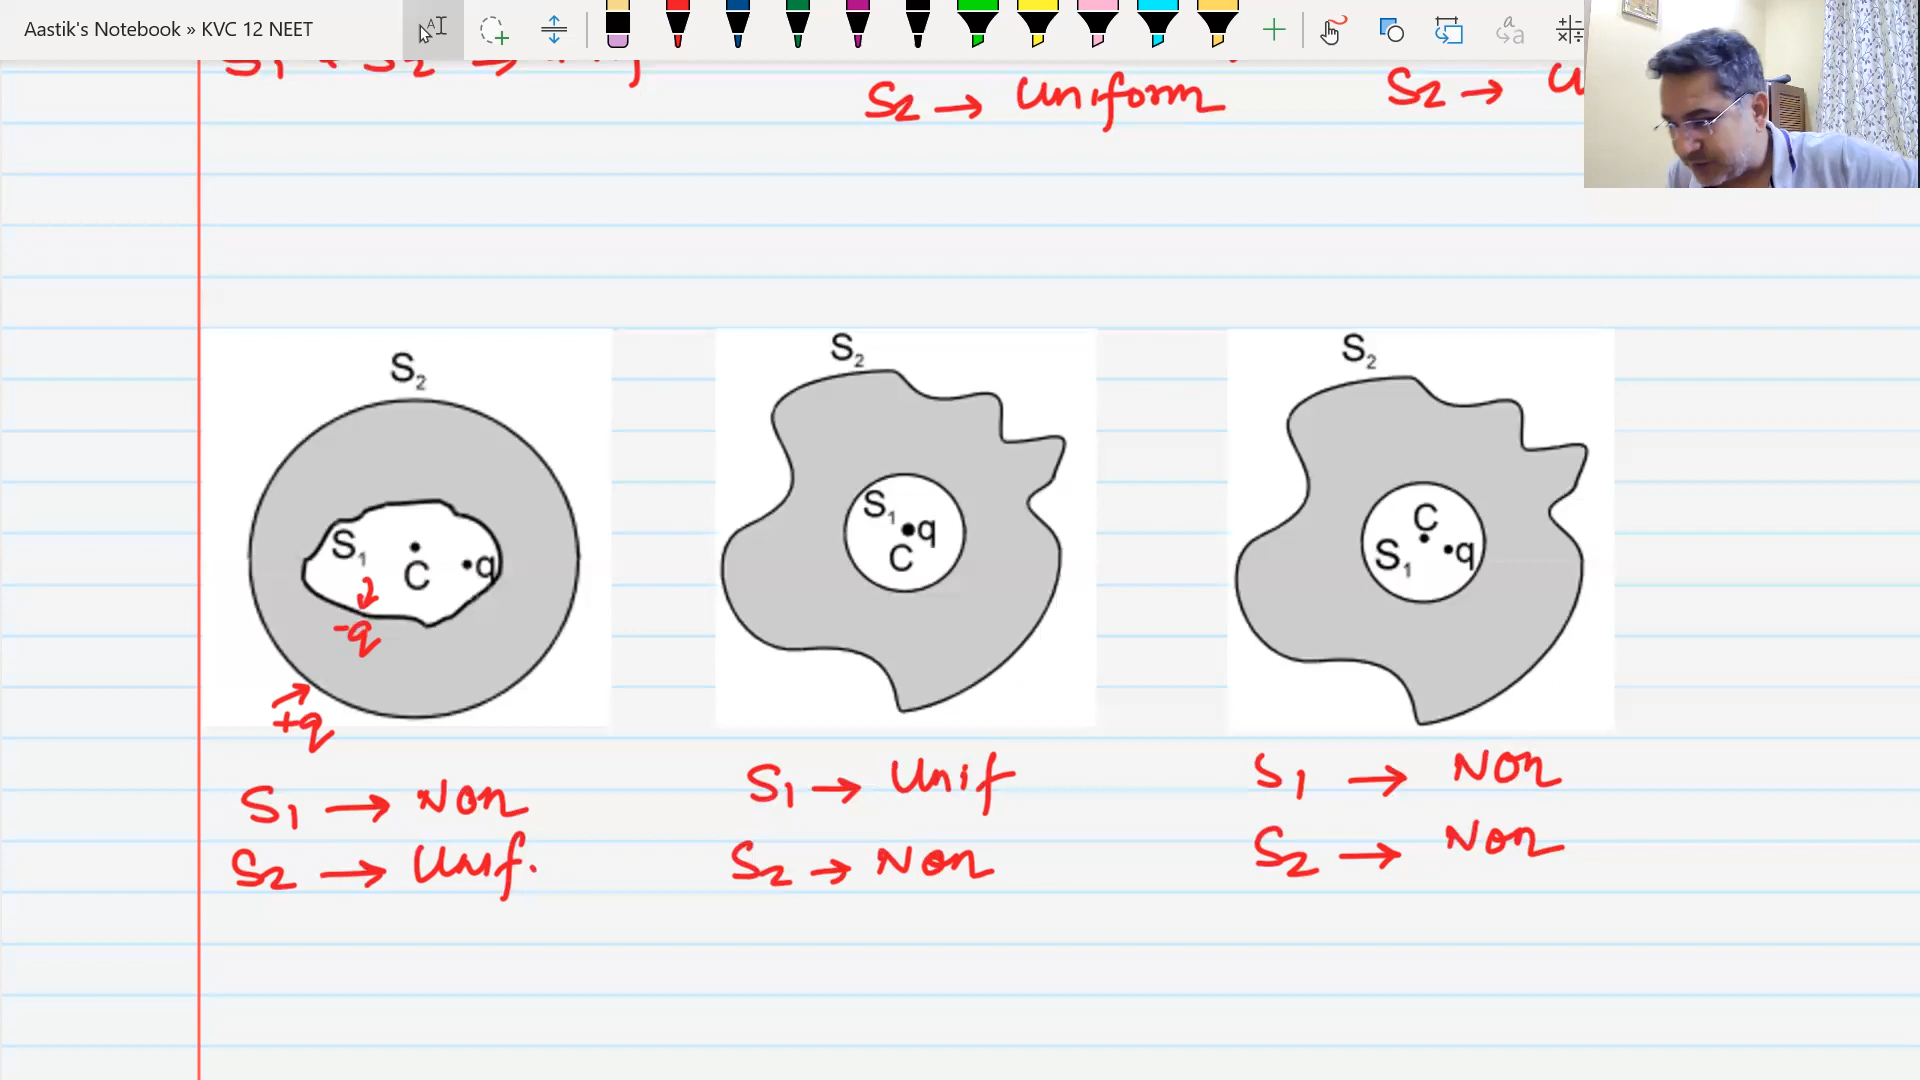 Aastik's Notebook » KVC 12 NEET
S2 → Uniform
S2 →
S₂
S₁
C
•q
-q
+q
S1 → Non
S2 → Unif.
S₂
S₁
•q
C
S1 → Unif
S2 → Non
S₂
C
S₁
•q
S1 → Non
S2 → Non